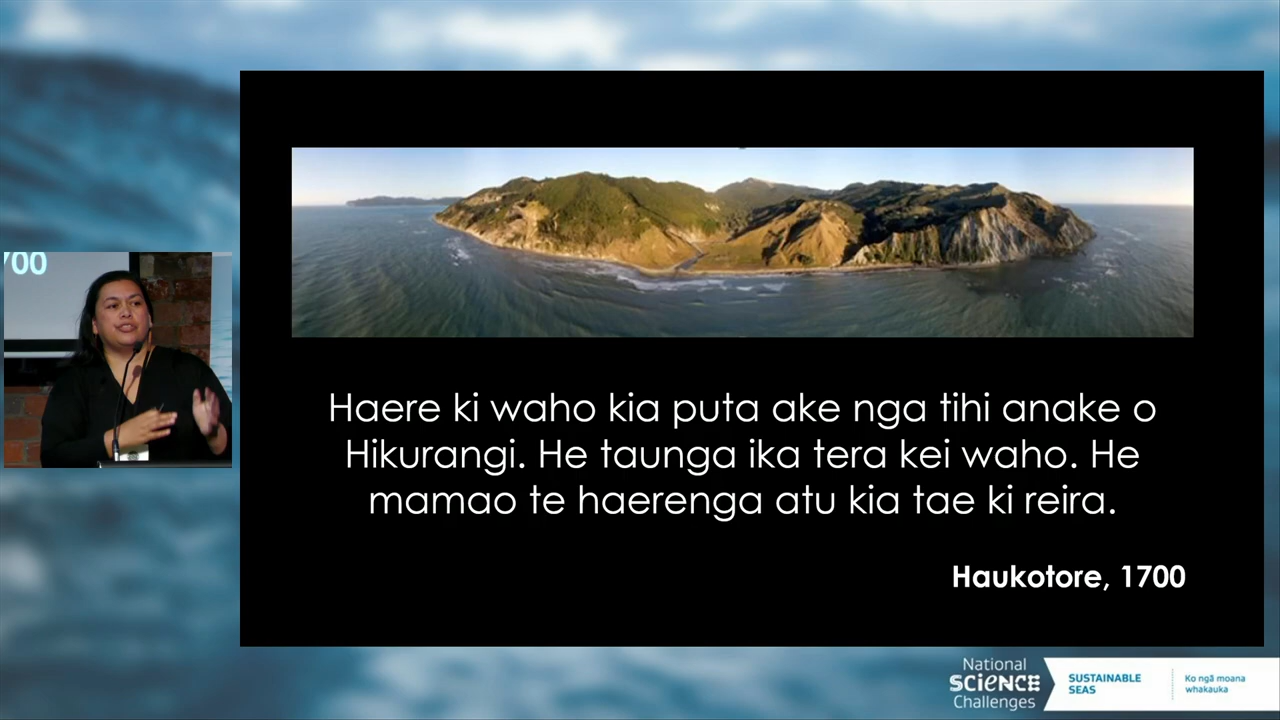 700
Haere ki waho kia puta ake nga tihi anake o
Hikurangi. He taunga ika tera kei waho. He
mamao te haerenga atu kia tae ki reira.
Haukotore, 1700
National
SCIENCE
Challenges
SUSTAINABLE
SEAS
Ko ngā moana
whakauka